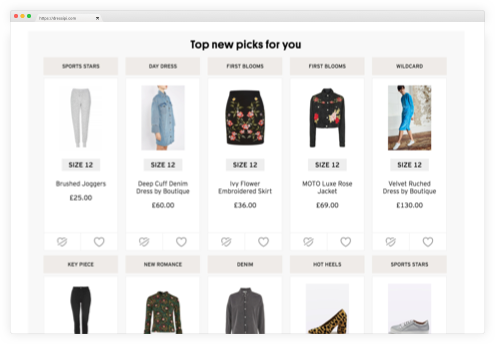 https://dressipi.com
Top new picks for you
SPORTS STARS
DAY DRESS
FIRST BLOOMS
FIRST BLOOMS
WILDCARD
SIZE 12
SIZE 12
SIZE 12
SIZE 12
SIZE 12
Brushed Joggers
£25.00
Deep Cuff Denim
Dress by Boutique
£60.00
Ivy Flower
Embroidered Skirt
£36.00
MOTO Luxe Rose
Jacket
£69.00
Velvet Ruched
Dress by Boutique
£130.00
KEY PIECE
NEW ROMANCE
DENIM
HOT HEELS
SPORTS STARS